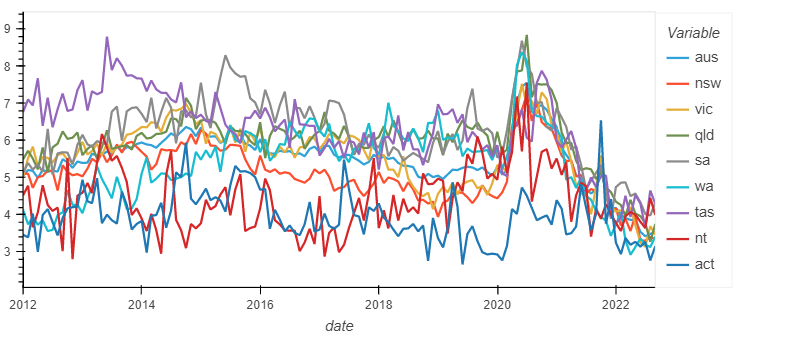 9
8
7
6
5
4
3
2012 2014 2016 2018 2020 2022
date
Variable
aus
nsw
vic
qld
sa
wa
tas
nt
act